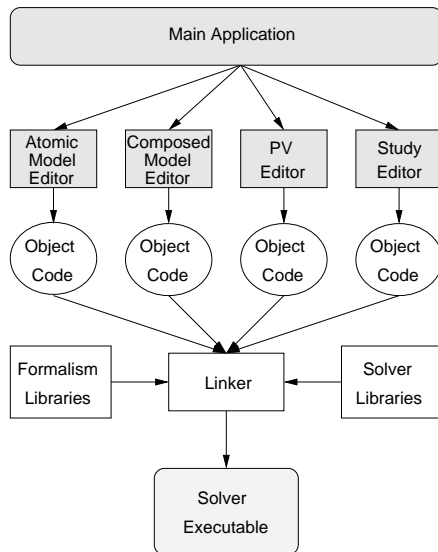 Main Application
Atomic
Model
Editor
Composed
Model
Editor
PV
Editor
Study
Editor
Object
Code
Object
Code
Object
Code
Object
Code
Formalism
Libraries
Linker
Solver
Libraries
Solver
Executable